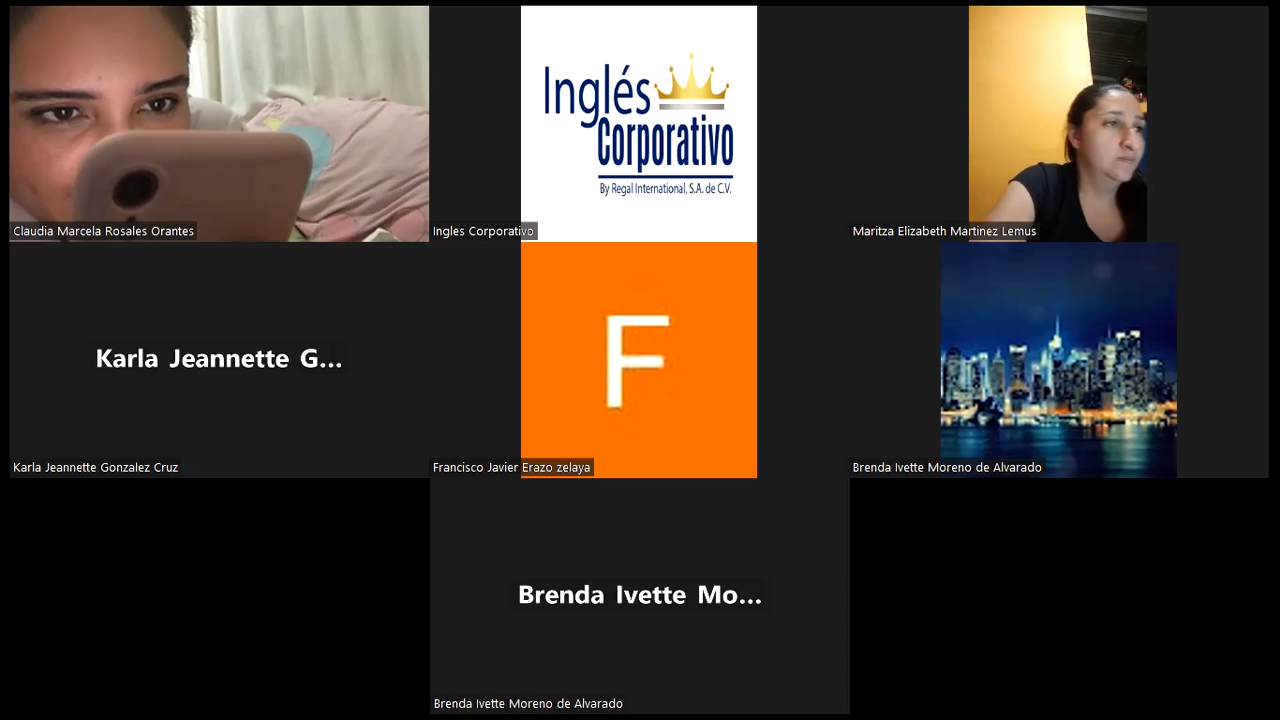 Inglés
Corporativo
By Regal International, S.A. de C.V.
Claudia Marcela Rosales Orantes
Ingles Corporativo
Maritza Elizabeth Martinez Lemus
Karla Jeannette G...
F
Karla Jeannette Gonzalez Cruz
Francisco Javier Erazo zelaya
Brenda Ivette Moreno de Alvarado
Brenda Ivette Mo...
Brenda Ivette Moreno de Alvarado